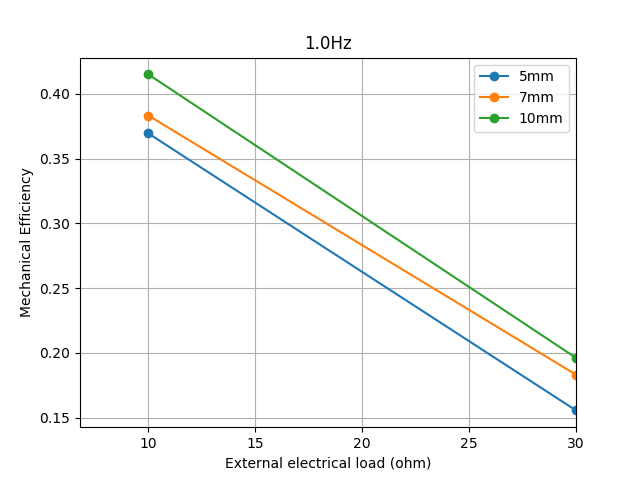 1.0Hz
5mm
7mm
10mm
0.40
0.35
0.30
0.25
0.20
0.15
Mechanical Efficiency
10 15 20 25 30
External electrical load (ohm)